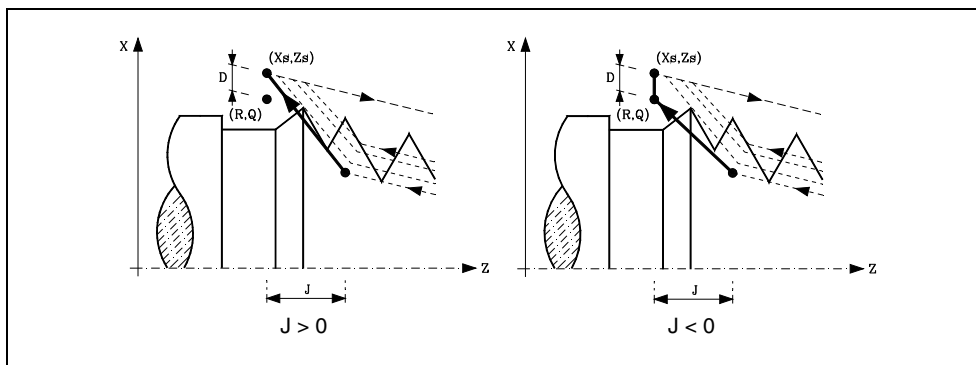 X
(Xs,Zs)
D
(R,Q)
Z
J
J > 0
X
(Xs,Zs)
D
(R,Q)
Z
J
J < 0